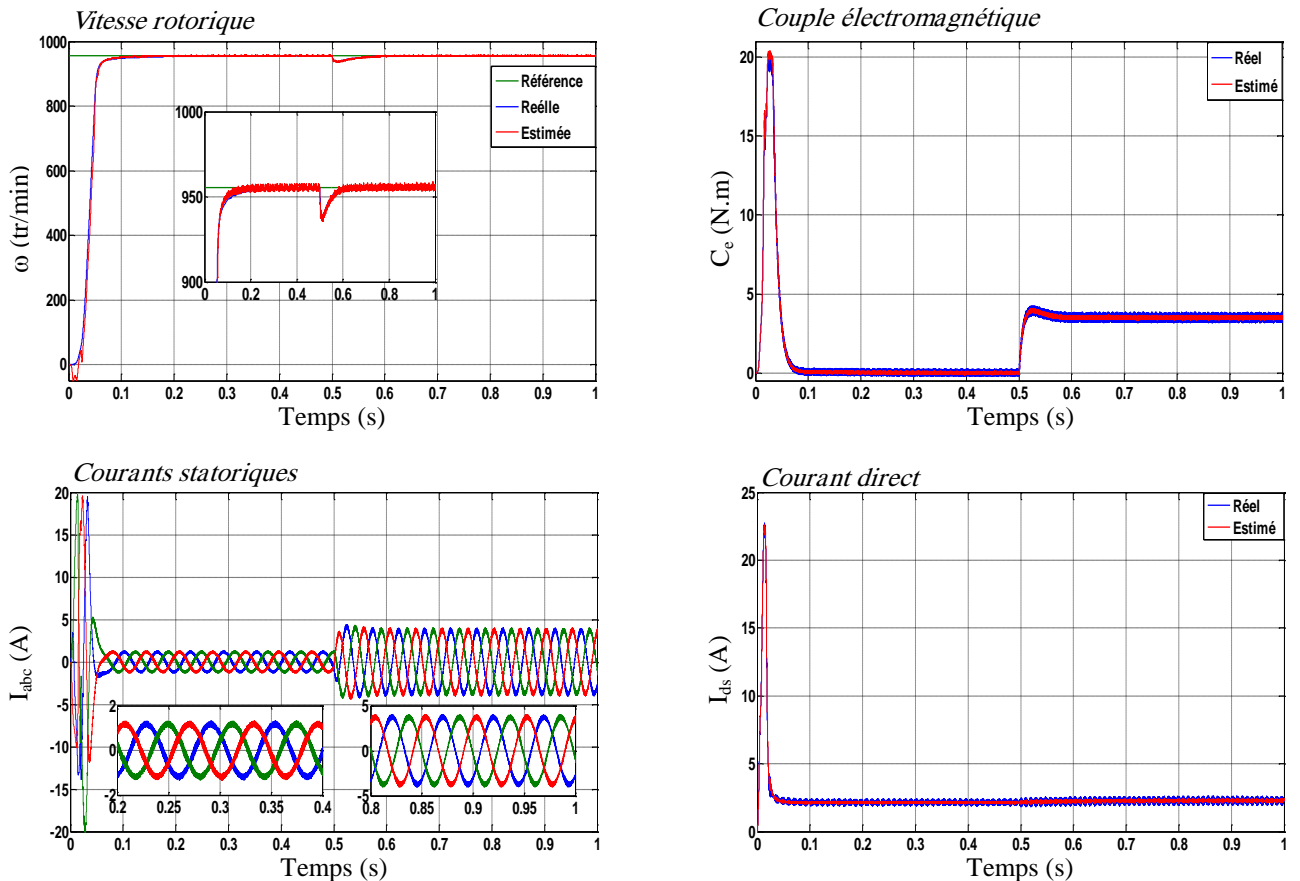 Vitesse rotorique
1000
800
600
400
200
0
ω (tr/min)
Référence
Reélle
Estimée
1000
950
900
0 0.2 0.4 0.6 0.8 1
0 0.1 0.2 0.3 0.4 0.5 0.6 0.7 0.8 0.9 1
Temps (s)
Couple électromagnétique
20
15
10
5
0
C_e (N.m)
Réel
Estimé
0 0.1 0.2 0.3 0.4 0.5 0.6 0.7 0.8 0.9 1
Temps (s)
Courants statoriques
20
15
10
5
0
-5
-10
-15
-20
I_abc (A)
2
0
-2
0.2 0.25 0.3 0.35 0.4
5
0
-5
0.8 0.85 0.9 0.95 1
0 0.1 0.2 0.3 0.4 0.5 0.6 0.7 0.8 0.9 1
Temps (s)
Courant direct
25
20
15
10
5
0
I_ds (A)
Réel
Estimé
0 0.1 0.2 0.3 0.4 0.5 0.6 0.7 0.8 0.9 1
Temps (s)